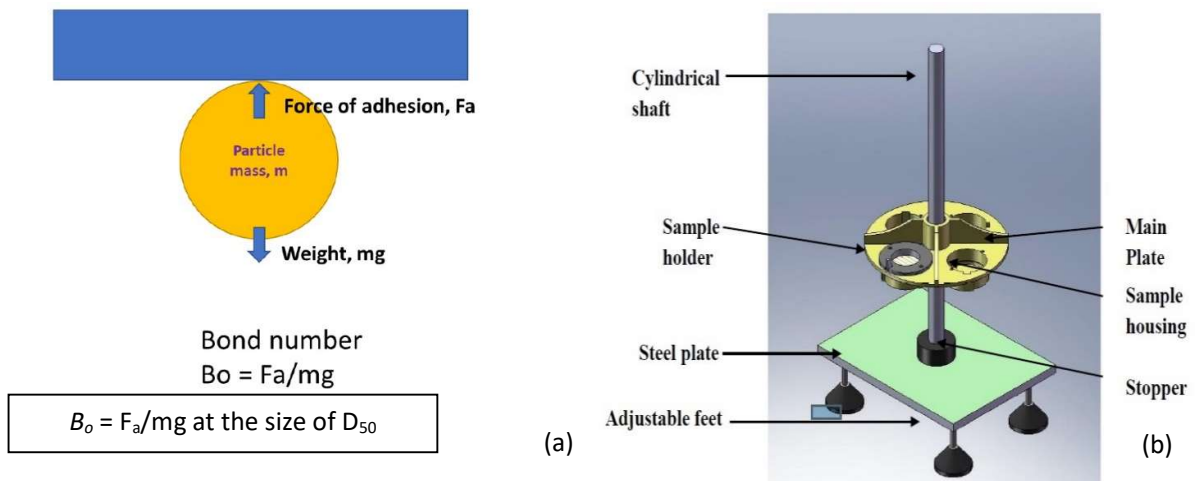 Force of adhesion, Fa
Particle
mass, m
Weight, mg
Bond number
Bo = Fa/mg
Bo = Fa/mg at the size of D50
(a)
Cylindrical
shaft
Sample
holder
Main
Plate
Sample
housing
Steel plate
Stopper
Adjustable feet
(b)